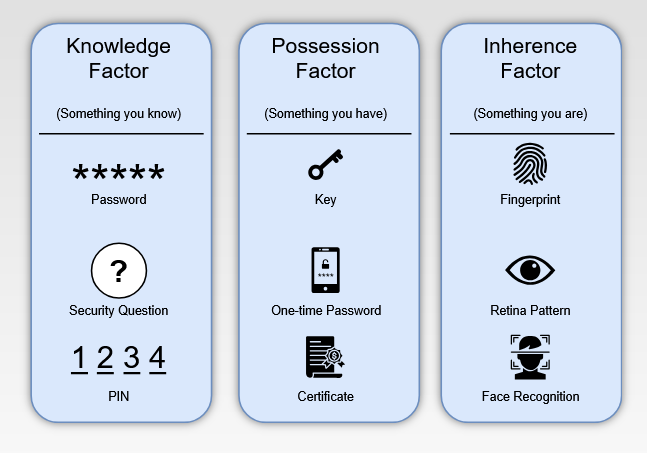 Knowledge
Factor
(Something you know)
*****
Password
?
Security Question
1 2 3 4
PIN
Possession
Factor
(Something you have)
Key
****
One-time Password
$
Certificate
Inherence
Factor
(Something you are)
Fingerprint
Retina Pattern
Face Recognition